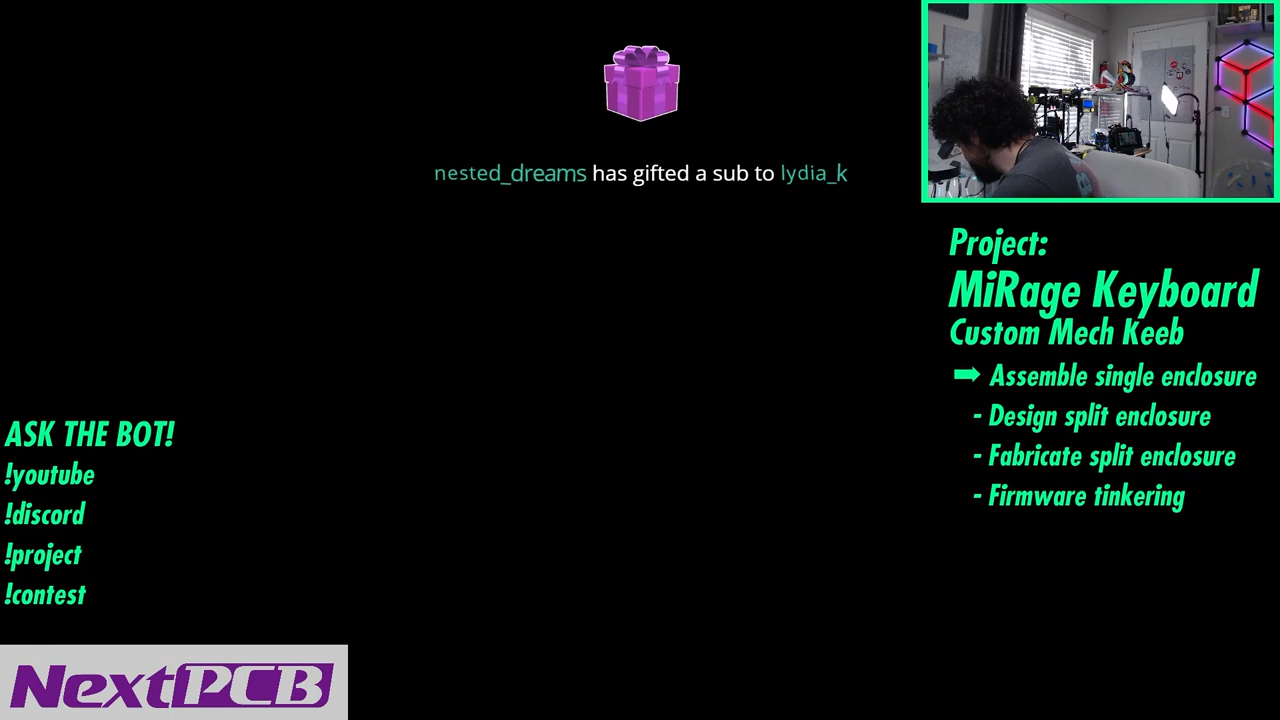 nested_dreams has gifted a sub to lydia_k
Project:
MiRage Keyboard
Custom Mech Keeb
➡ Assemble single enclosure
- Design split enclosure
- Fabricate split enclosure
- Firmware tinkering
ASK THE BOT!
!youtube
!discord
!project
!contest
NextPCB